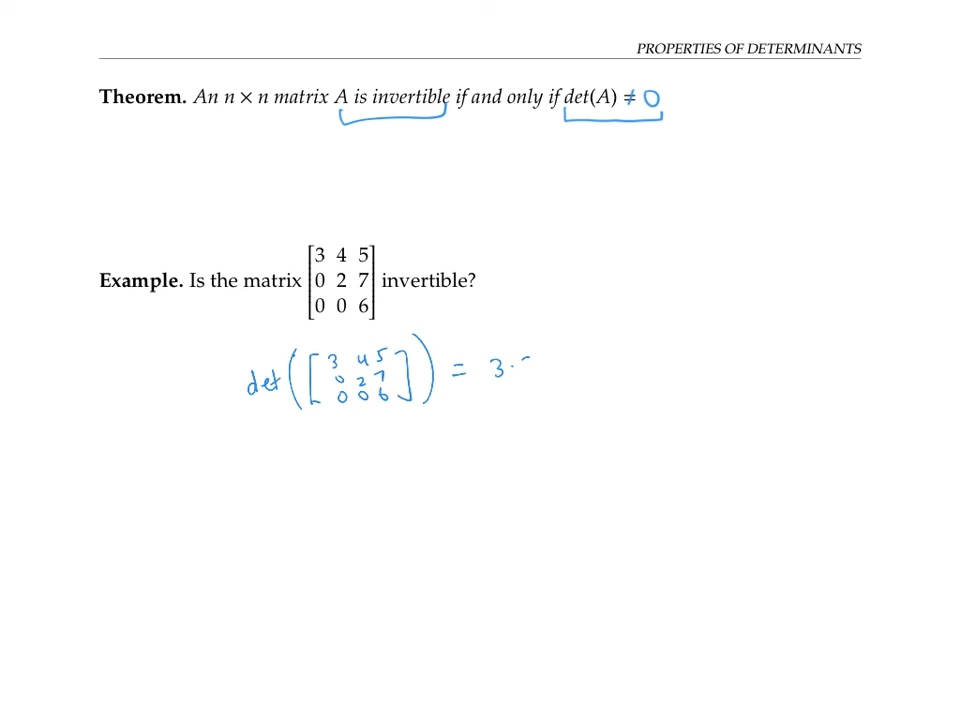 PROPERTIES OF DETERMINANTS
Theorem. An n × n matrix A is invertible if and only if det(A) ≠ 0
Example. Is the matrix [3 4 5
0 2 7
0 0 6] invertible?
det([3 4 5
0 2 7
0 0 6]) = 3 ·